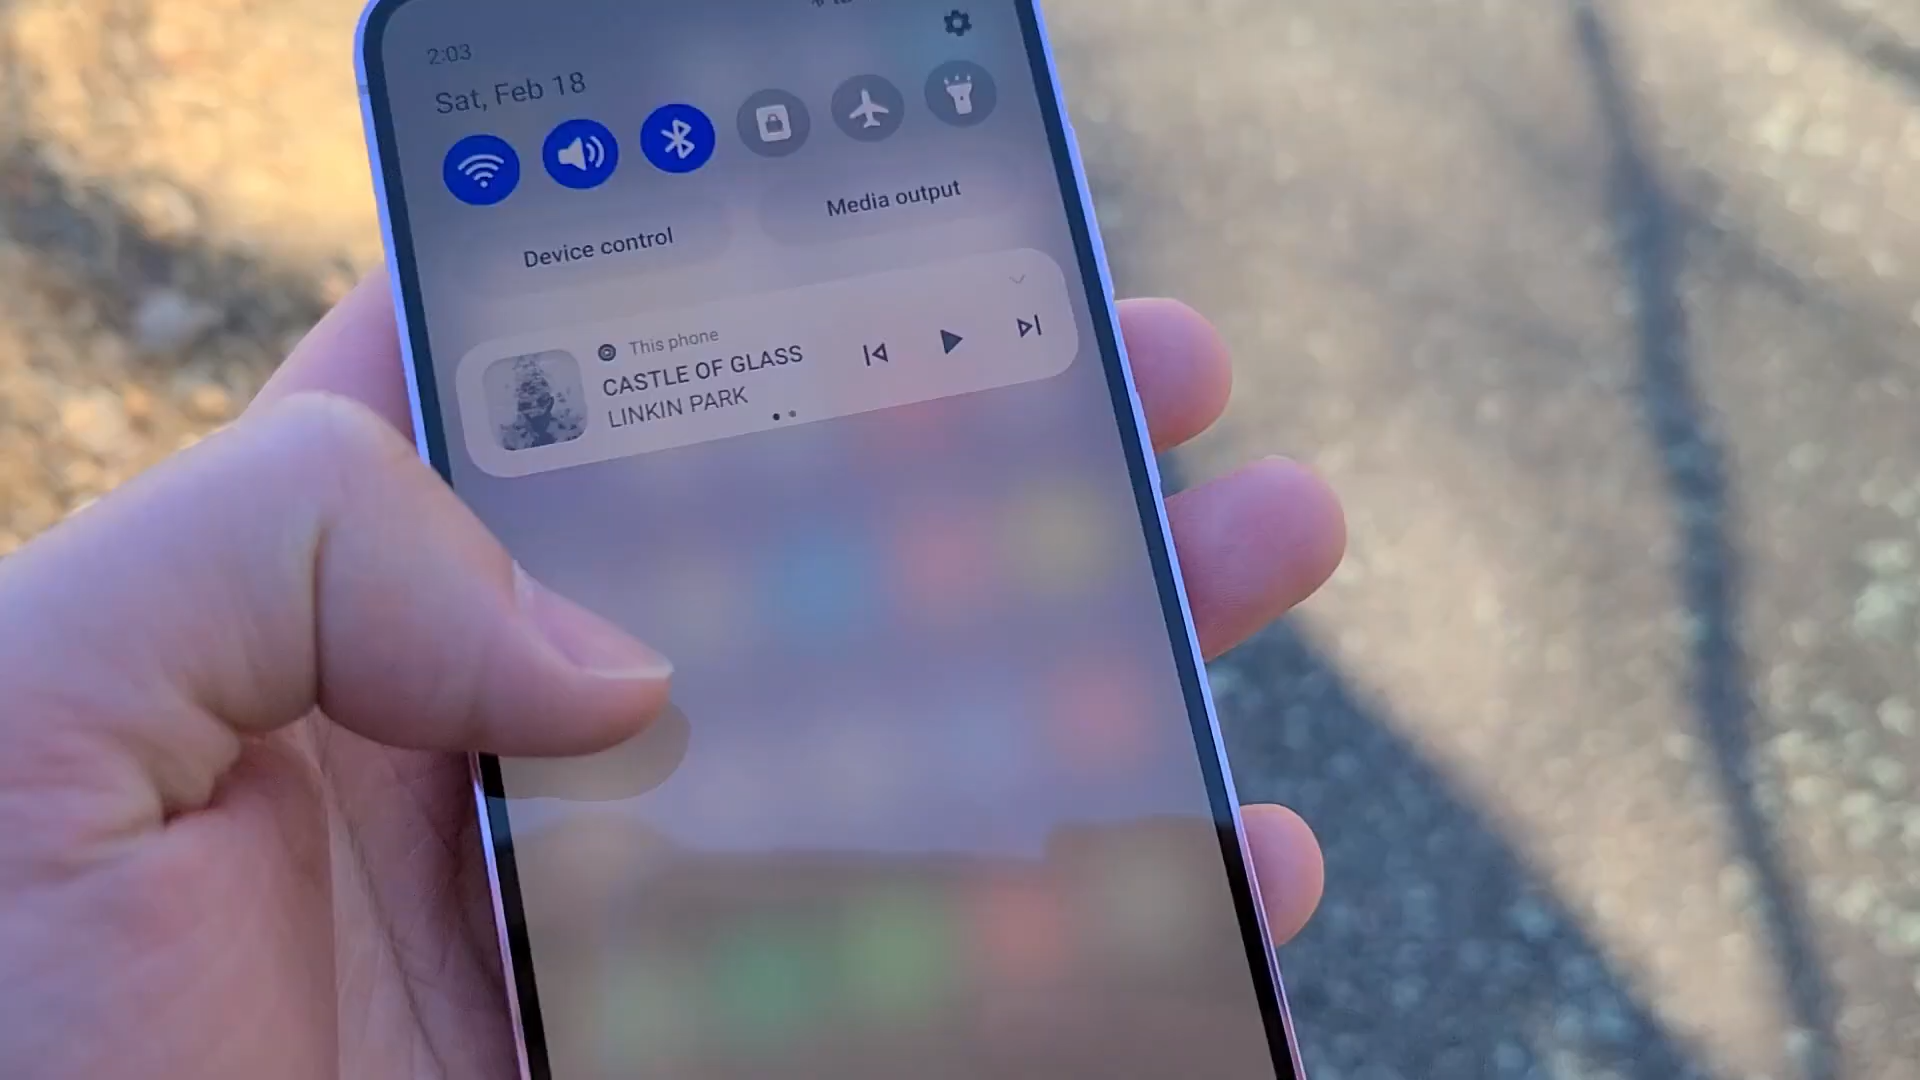 2:03
Sat, Feb 18
Device control
Media output
This phone
CASTLE OF GLASS
LINKIN PARK